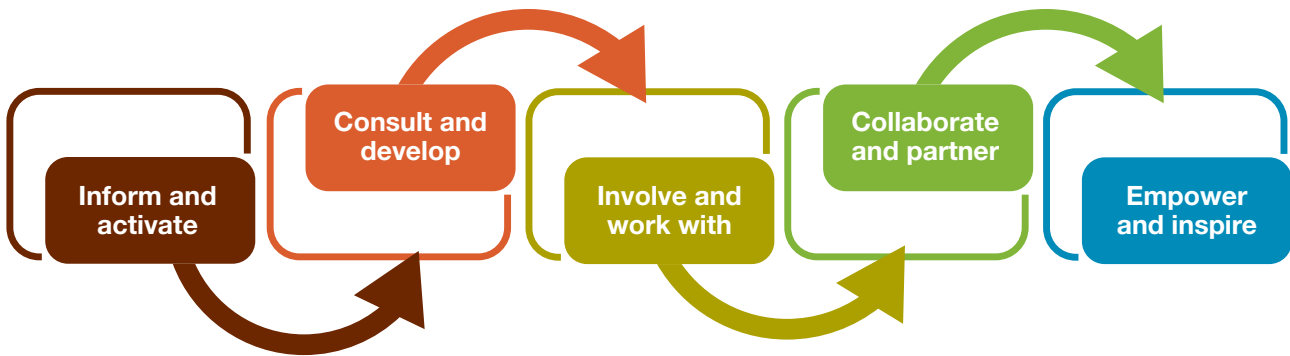 Inform and
activate
Consult and
develop
Involve and
work with
Collaborate
and partner
Empower
and inspire